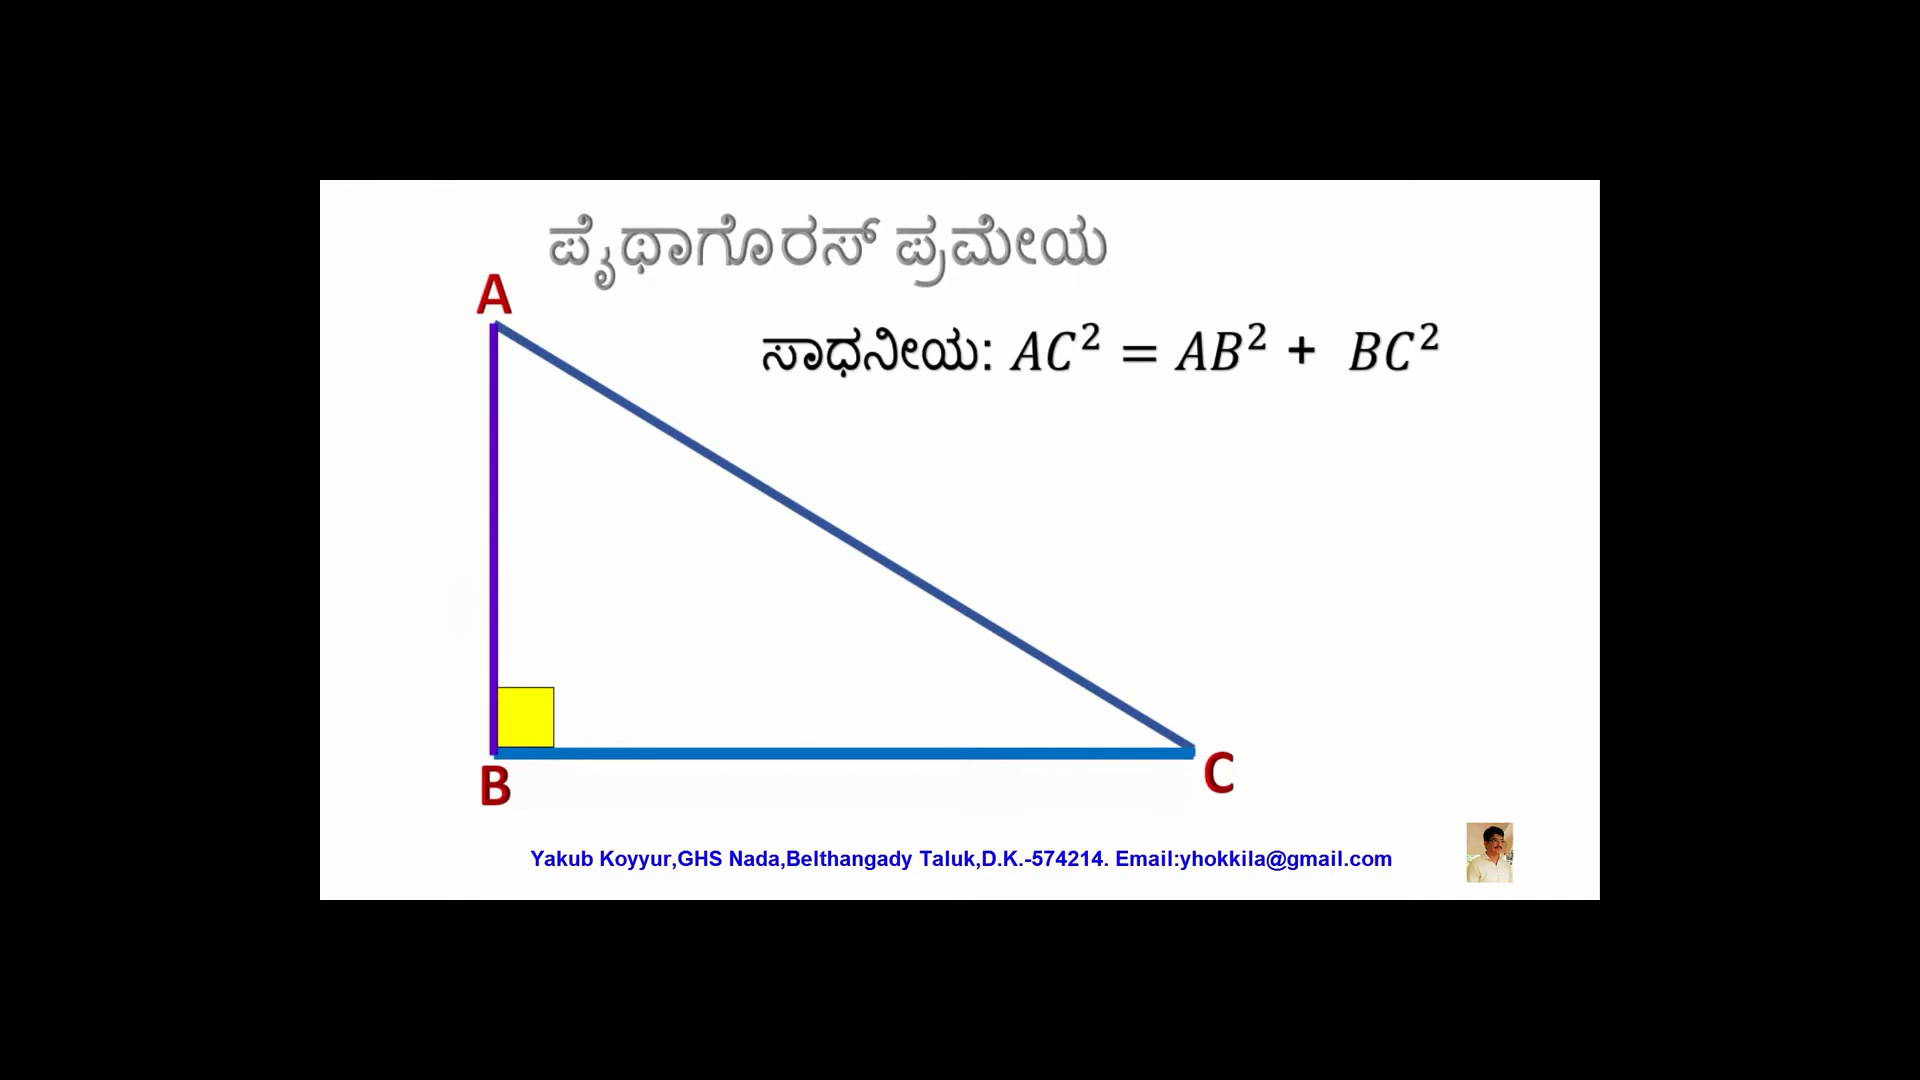 ಪೈಥಾಗೊರಸ್ ಪ್ರಮೇಯ
A
ಸಾಧನೀಯ: AC² = AB² + BC²
B
C
Yakub Koyyur,GHS Nada,Belthangady Taluk,D.K.-574214. Email:yhokkila@gmail.com